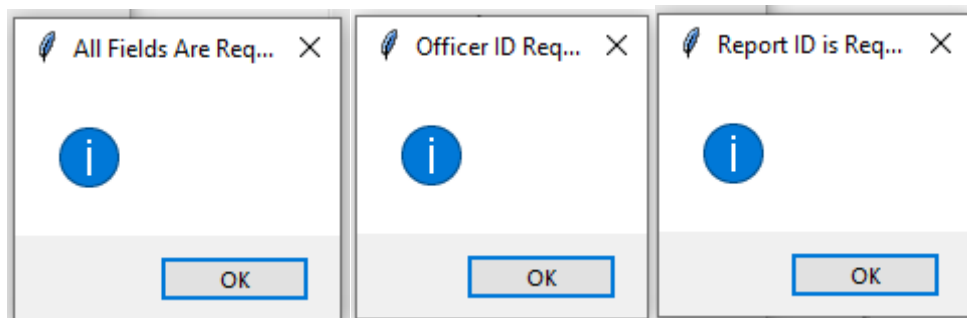 All Fields Are Req...
OK
Officer ID Req...
OK
Report ID is Req...
OK